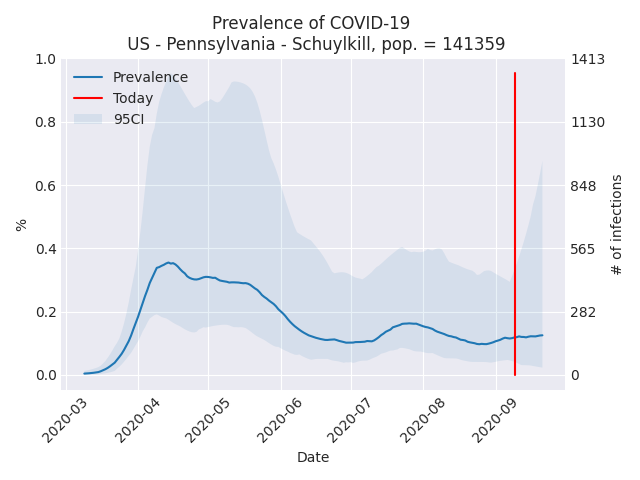 Prevalence of COVID-19
US - Pennsylvania - Schuylkill, pop. = 141359
Prevalence
Today
95CI
%
1.0
0.8
0.6
0.4
0.2
0.0
1413
1130
848
565
282
0
# of infections
2020-03
2020-04
2020-05
2020-06
2020-07
2020-08
2020-09
Date